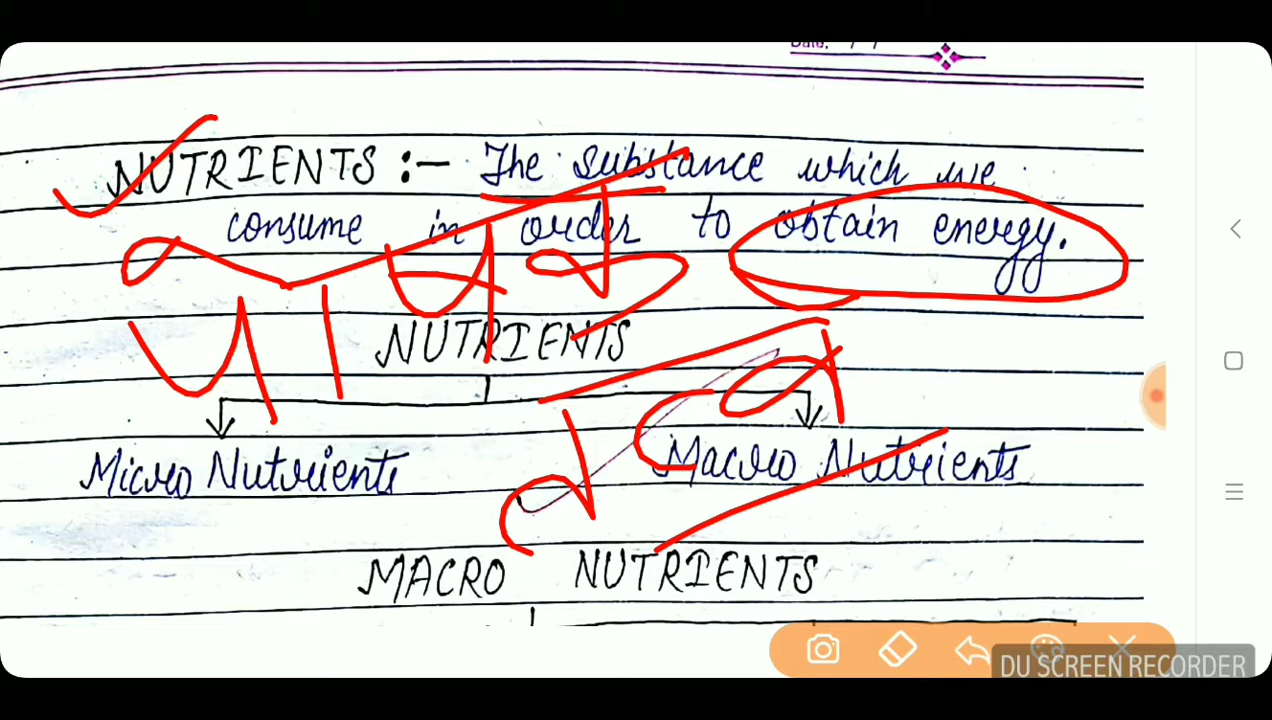 Date: / /
NUTRIENTS :- The substance which we
consume in order to obtain energy.
NUTRIENTS
Micro Nutrients
Macro Nutrients
MACRO NUTRIENTS
DU SCREEN RECORDER